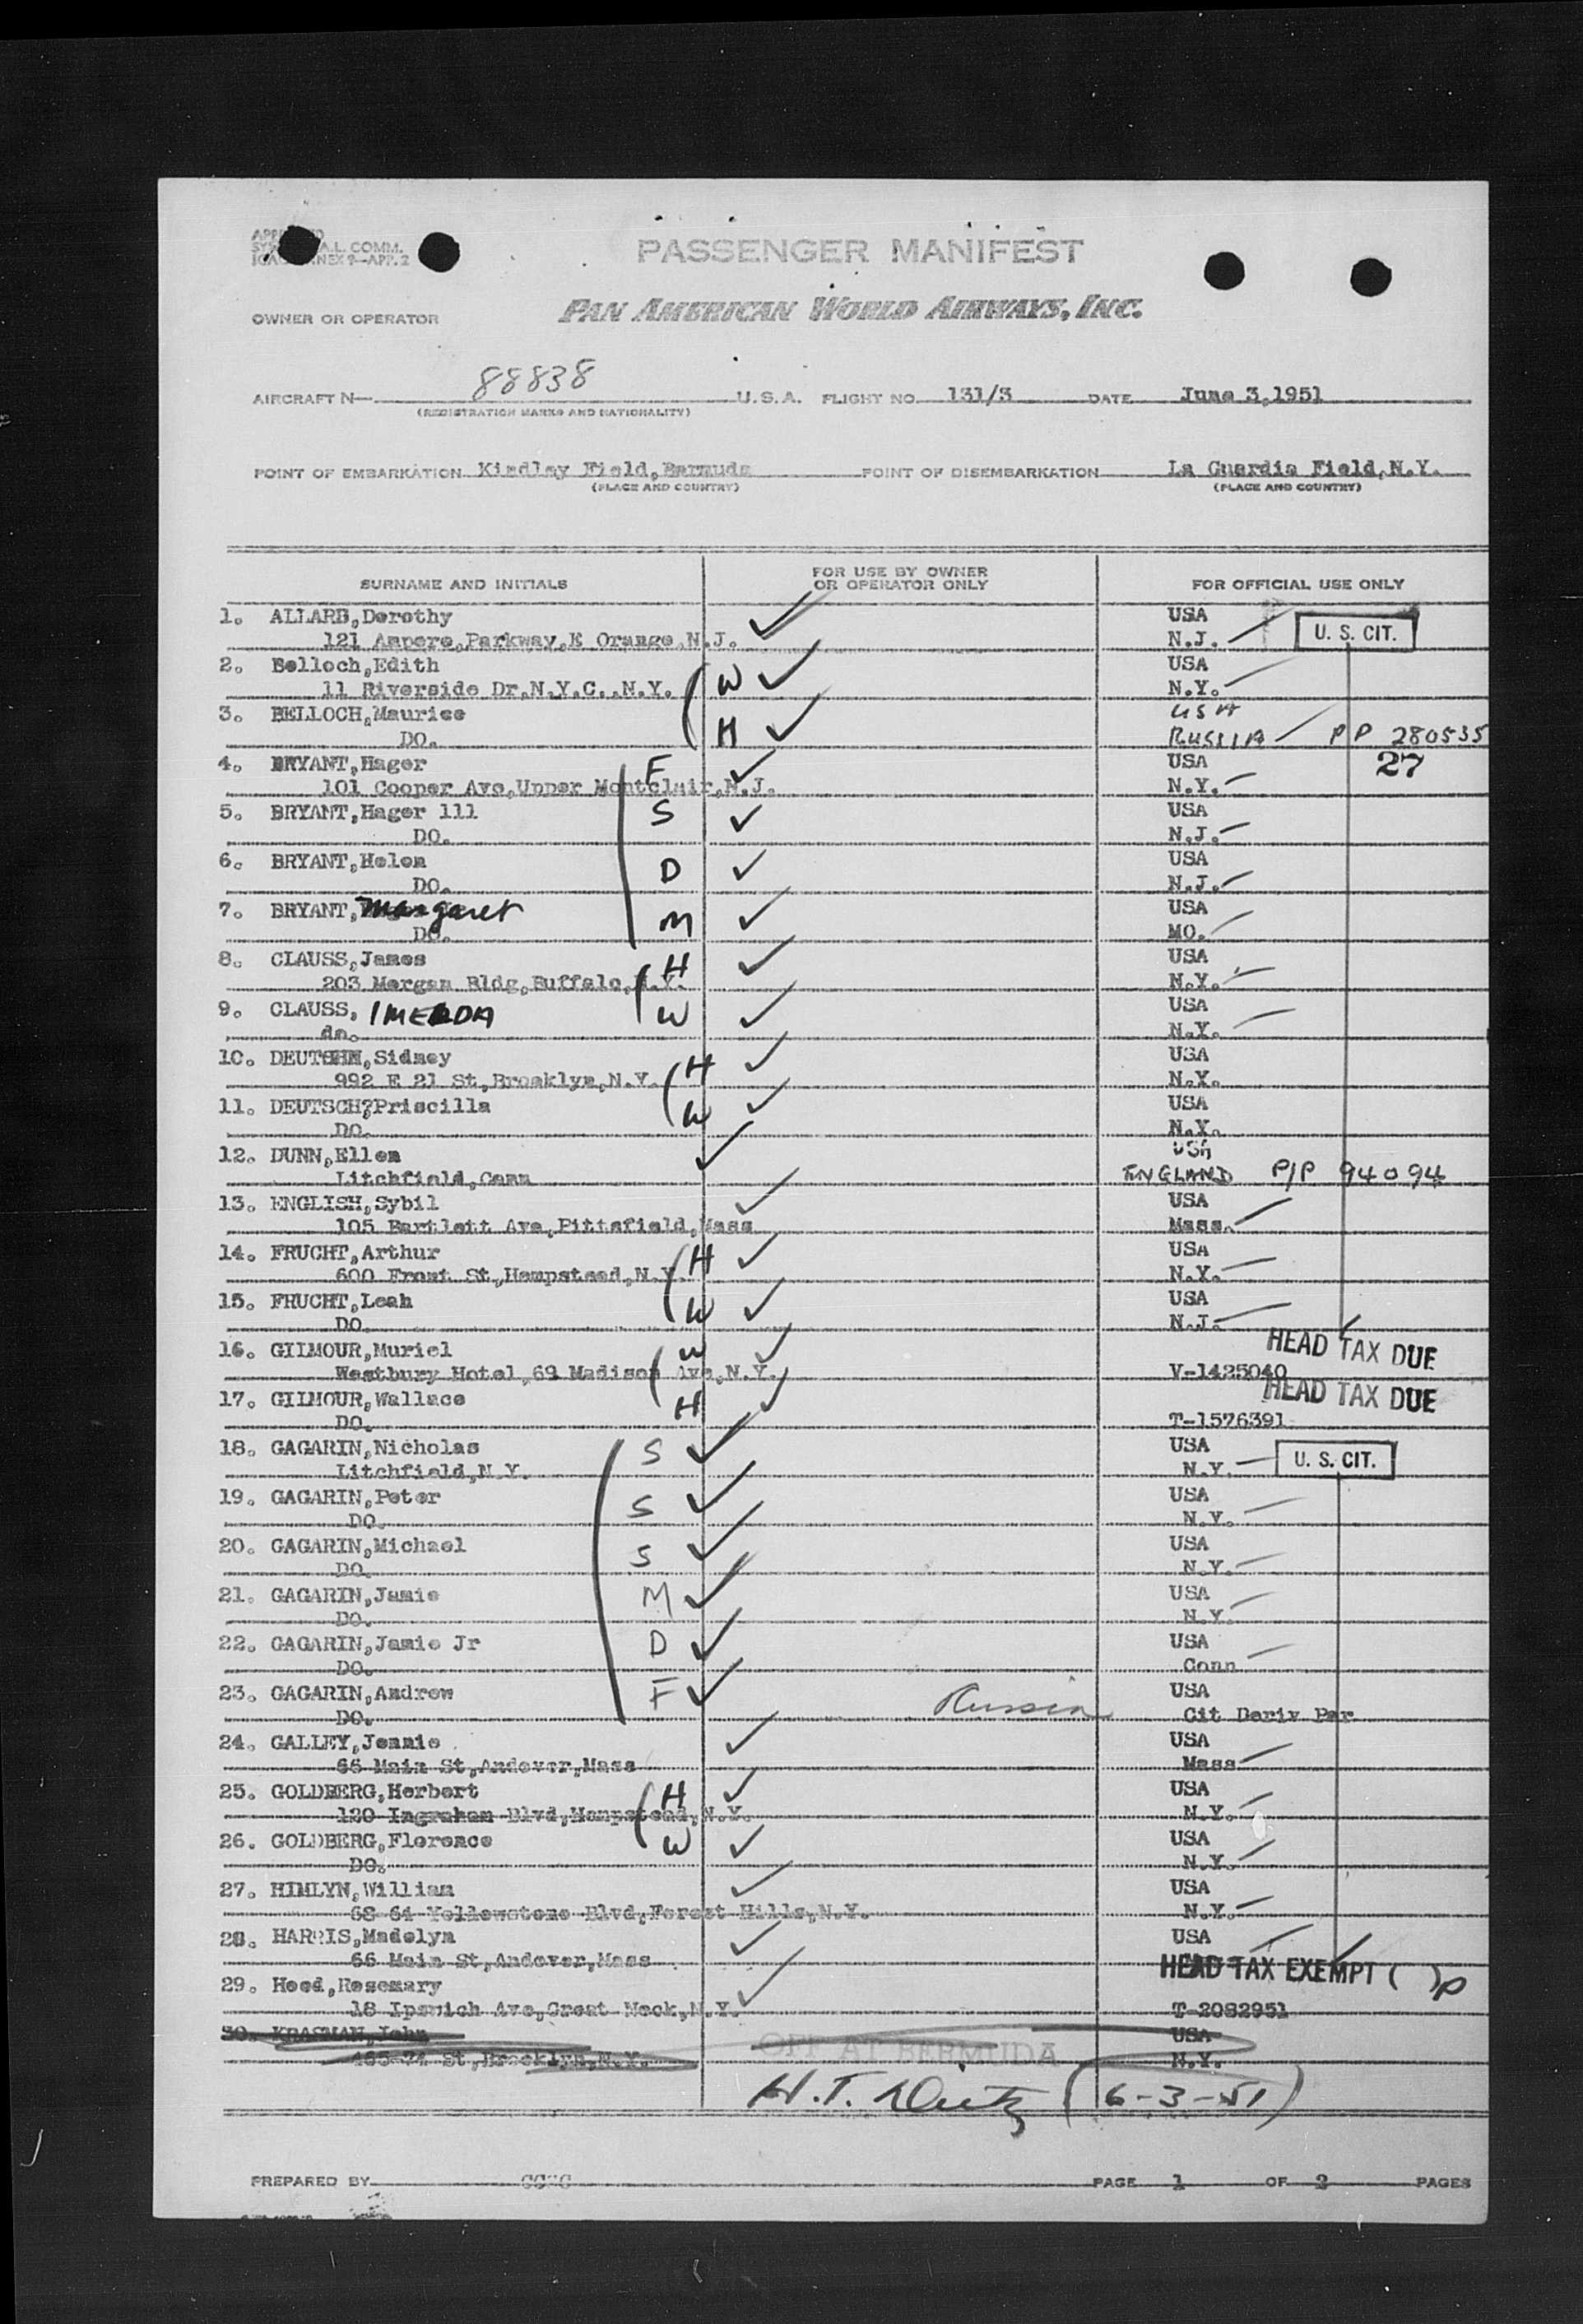 PASSENGER MANIFEST
PAN AMERICAN WORLD AIRWAYS, INC.
A.L. COMM.
OWNER OR OPERATOR
AIRCRAFT N— 88838 U.S.A. FLIGHT NO. 131/3 DATE June 3,1951
(REGISTRATION MARKS AND NATIONALITY)
POINT OF EMBARKATION Kindley Field,Bermuda POINT OF DISEMBARKATION La Guardia Field,N.Y.
(PLACE AND COUNTRY) (PLACE AND COUNTRY)
SURNAME AND INITIALS FOR USE BY OWNER OR OPERATOR ONLY FOR OFFICIAL USE ONLY
1. ALLARD,Dorothy USA
121 Ampere,Parkway,E Orange,N.J. N.J. U. S. CIT.
2. Belloch,Edith USA
11 Riverside Dr,N.Y.C.,N.Y. W N.Y.
3. BELLOCH,Maurice USA
DO. H RUSSIA PP 280535
4. BRYANT,Hager F USA 27
101 Cooper Ave,Upper Montclair,N.J. N.Y.
5. BRYANT,Hager 111 S USA
DO. N.J.
6. BRYANT,Helen D USA
DO. N.J.
7. BRYANT, Margaret M USA
DO. MO.
8. CLAUSS,James H USA
203 Morgan Bldg,Buffalo,N.Y. N.Y.
9. CLAUSS, IMELDA W USA
do. N.Y.
10. DEUTSCH,Sidney H USA
992 E 21 St,Brooklyn,N.Y. N.Y.
11. DEUTSCH?Priscilla W USA
DO. N.Y.
12. DUNN,Ellen USA
Litchfield,Conn ENGLAND P/P 94094
13. ENGLISH,Sybil USA
105 Bartlett Ave,Pittsfield,Mass Mass.
14. FRUCHT,Arthur H USA
600 Front St,Hempstead,N.Y. N.Y.
15. FRUCHT,Leah W USA
DO. N.J.
16. GILMOUR,Muriel W HEAD TAX DUE
Westbury Hotel,69 Madison Ave,N.Y. V-1425040
17. GILMOUR,Wallace H HEAD TAX DUE
DO. T-1576391
18. GAGARIN,Nicholas S USA
Litchfield,N.Y. N.Y. U. S. CIT.
19. GAGARIN,Peter S USA
DO. N.Y.
20. GAGARIN,Michael S USA
DO. N.Y.
21. GAGARIN,Jamie M USA
DO. N.Y.
22. GAGARIN,Jamie Jr D USA
DO. Conn
23. GAGARIN,Andrew F Russia USA
DO. Cit Deriv Par
24. GALLEY,Jennie USA
66 Main St,Andover,Mass Mass
25. GOLDBERG,Herbert H USA
120 Ingraham Blvd,Hempstead,N.Y. N.Y.
26. GOLDBERG,Florence W USA
DO. N.Y.
27. HIMLYN,William USA
68-64 Yellowstone Blvd,Forest Hills,N.Y. N.Y.
28. HARRIS,Madelyn USA
66 Main St,Andover,Mass HEAD TAX EXEMPT ( )P
29. Hood,Rosemary
18 Ipswich Ave,Great Neck,N.Y. T-2082951
30. KRASMAN,John USA
465 74 St,Brooklyn,N.Y. OFF AT BERMUDA N.Y.
H.T. (6-3-51)
PREPARED BY PAGE 1 OF 2 PAGES